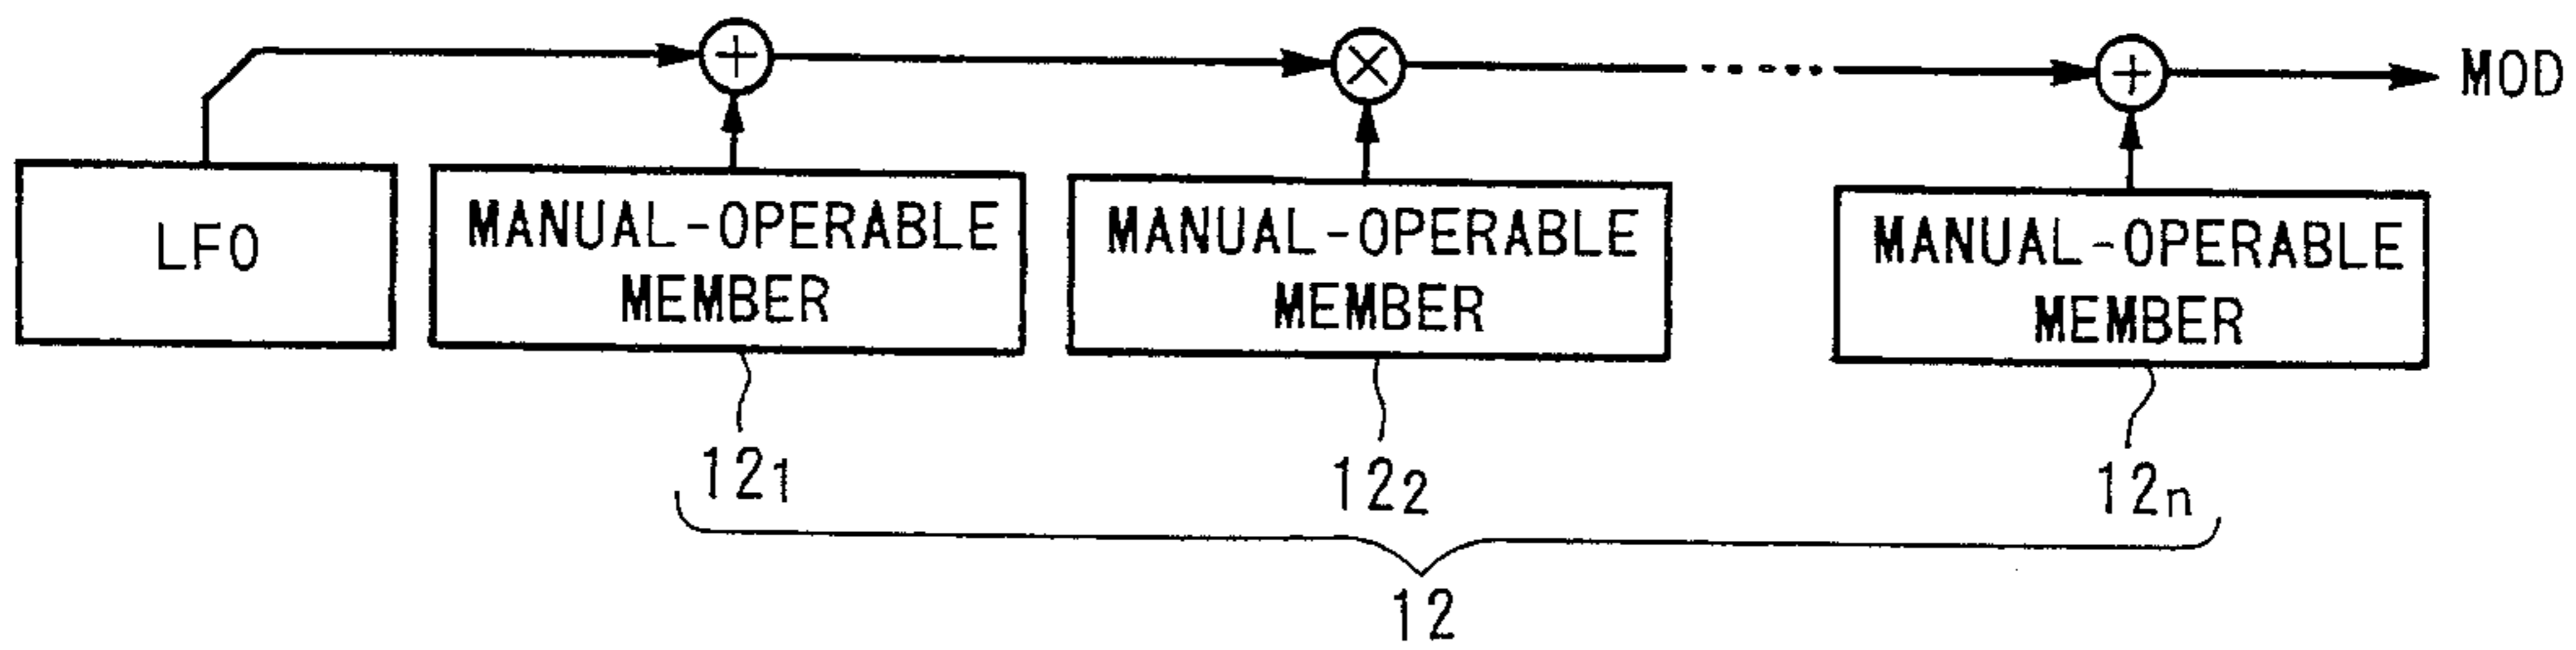 +
×
+
MOD
LFO
MANUAL-OPERABLE
MEMBER
MANUAL-OPERABLE
MEMBER
MANUAL-OPERABLE
MEMBER
12₁
12₂
12ₙ
12